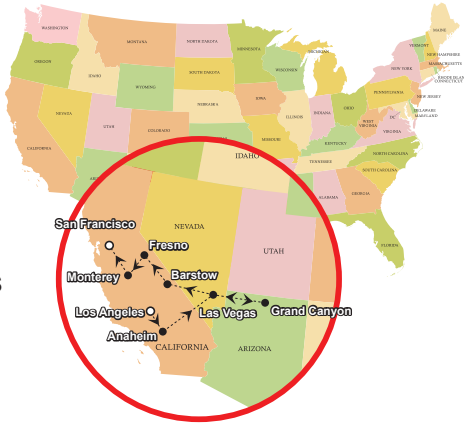 WASHINGTON
MONTANA
NORTH DAKOTA
MINNESOTA
MICHIGAN
MAINE
VERMONT
NEW HAMPSHIRE
MASSACHUSETTS
OREGON
IDAHO
WYOMING
SOUTH DAKOTA
WISCONSIN
NEW YORK
RHODE ISLAN
CONNECTICUT
NEVADA
NEBRASKA
IOWA
ILLINOIS
INDIANA
OHIO
PENNSYLVANIA
NEW JERSEY
DELAWARE
MARYLAND
DC
WEST
VIRGINIA
VIRGINIA
UTAH
COLORADO
CALIFORNIA
MISSOURI
KENTUCKY
NORTH CAROLINA
TENNESSEE
SOUTH CAROLINA
ALABAMA
GEORGIA
FLORIDA
IDAHO
San Francisco
NEVADA
Fresno
UTAH
Monterey
Barstow
Los Angeles
Las Vegas
Grand Canyon
Anaheim
CALIFORNIA
ARIZONA